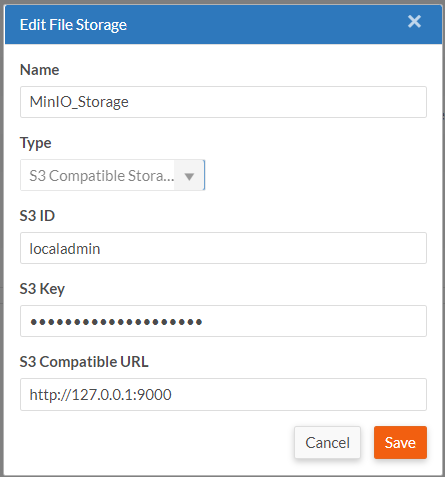 Edit File Storage
Name
MinIO_Storage
Type
S3 Compatible Stora...
S3 ID
localadmin
S3 Key
••••••••••••••••••••
S3 Compatible URL
http://127.0.0.1:9000
Cancel Save